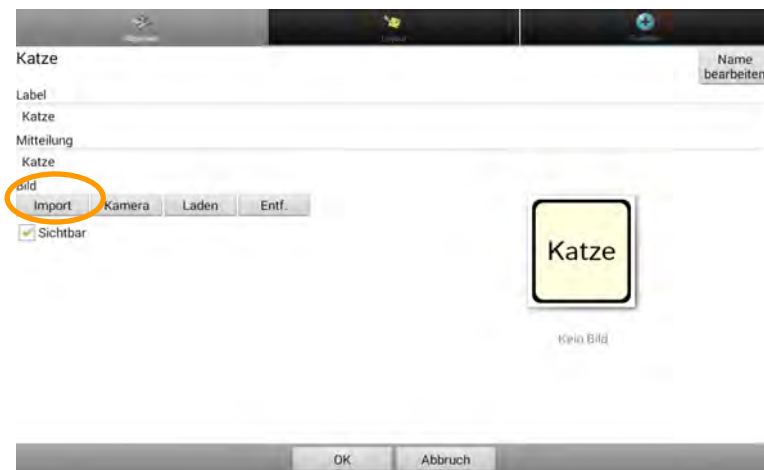 Katze
Name
bearbeiten
Label
Katze
Mitteilung
Katze
Bild
Import Kamera Laden Entf.
Sichtbar
Katze
Kein Bild
OK Abbruch